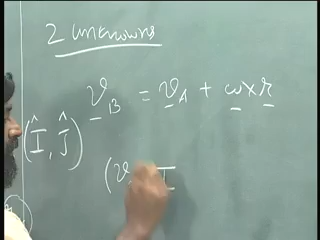 2 unknowns
v_B = v_A + ω × r
(Î, Ĵ)
(v I